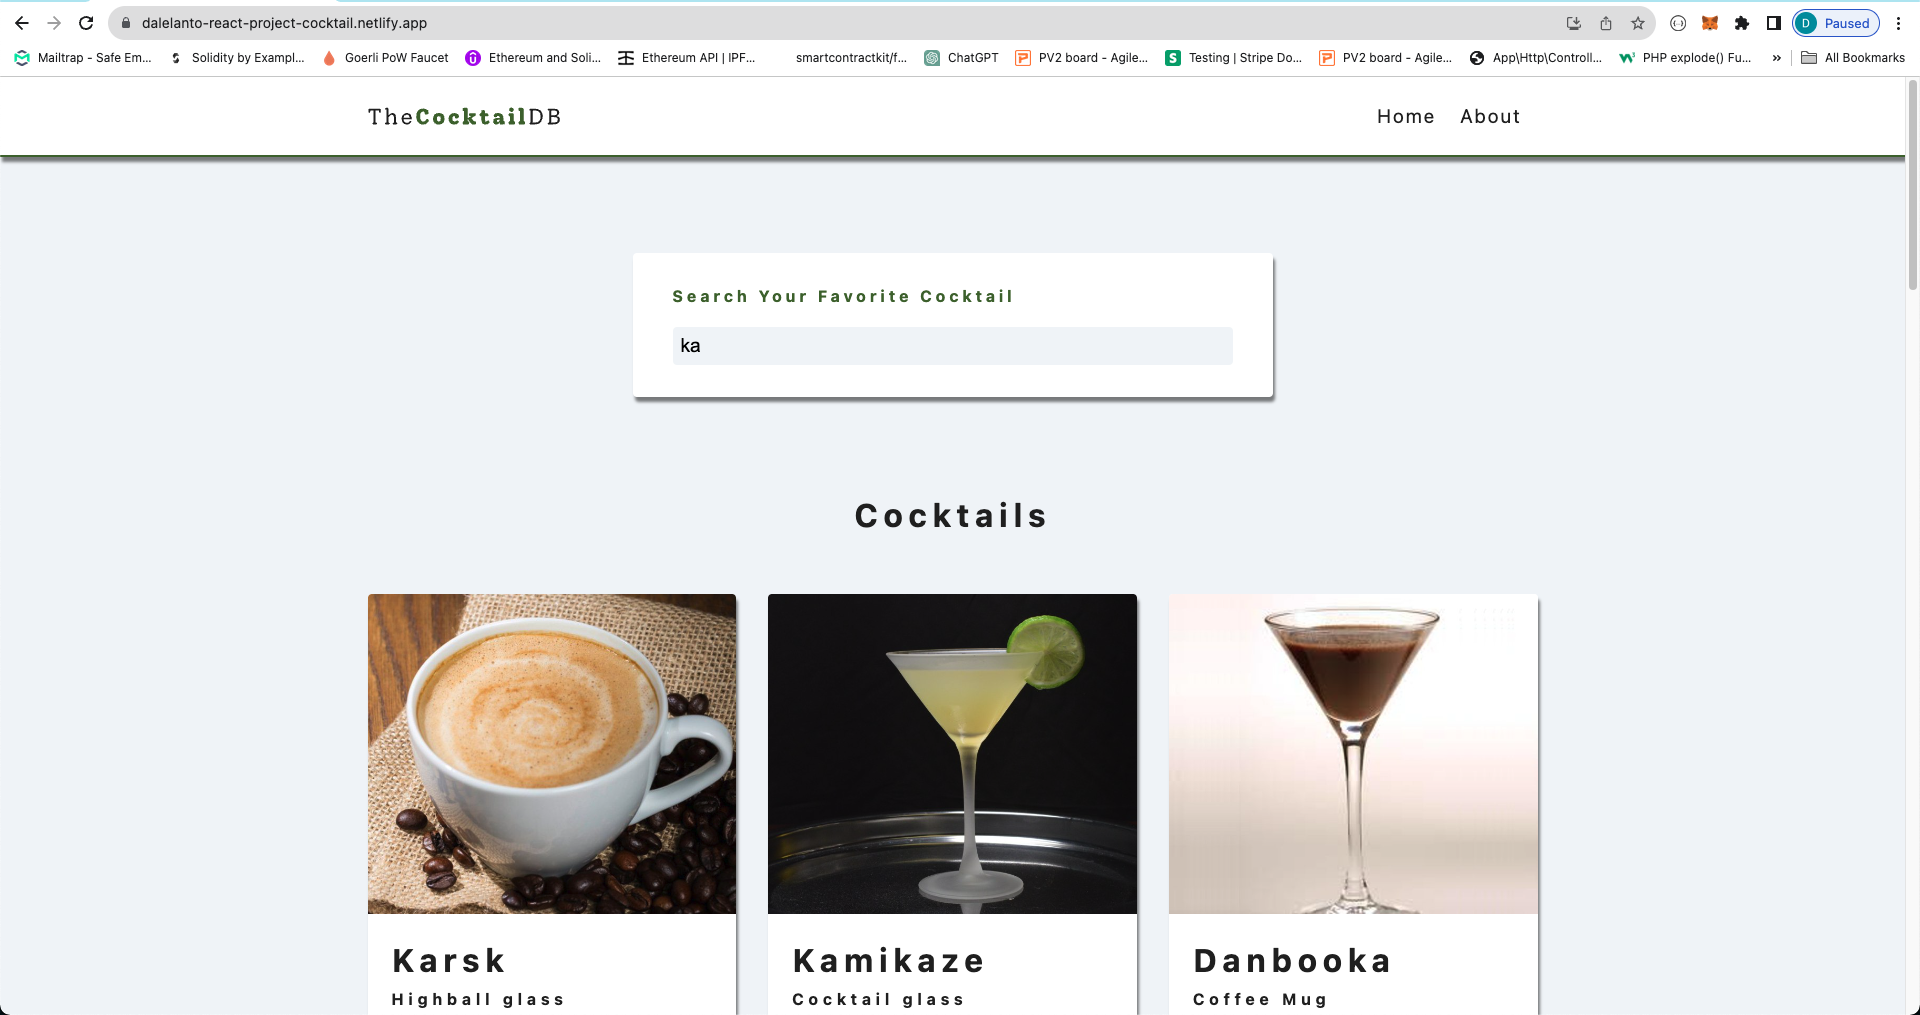 dalelanto-react-project-cocktail.netlify.app
D Paused
Mailtrap - Safe Em... Solidity by Exampl... Goerli PoW Faucet Ethereum and Soli... Ethereum API | IPF... smartcontractkit/f... ChatGPT PV2 board - Agile... Testing | Stripe Do... PV2 board - Agile... App\Http\Controll... PHP explode() Fu... » All Bookmarks
TheCocktailDB Home About
Search Your Favorite Cocktail
ka
Cocktails
Karsk Kamikaze Danbooka
Highball glass Cocktail glass Coffee Mug